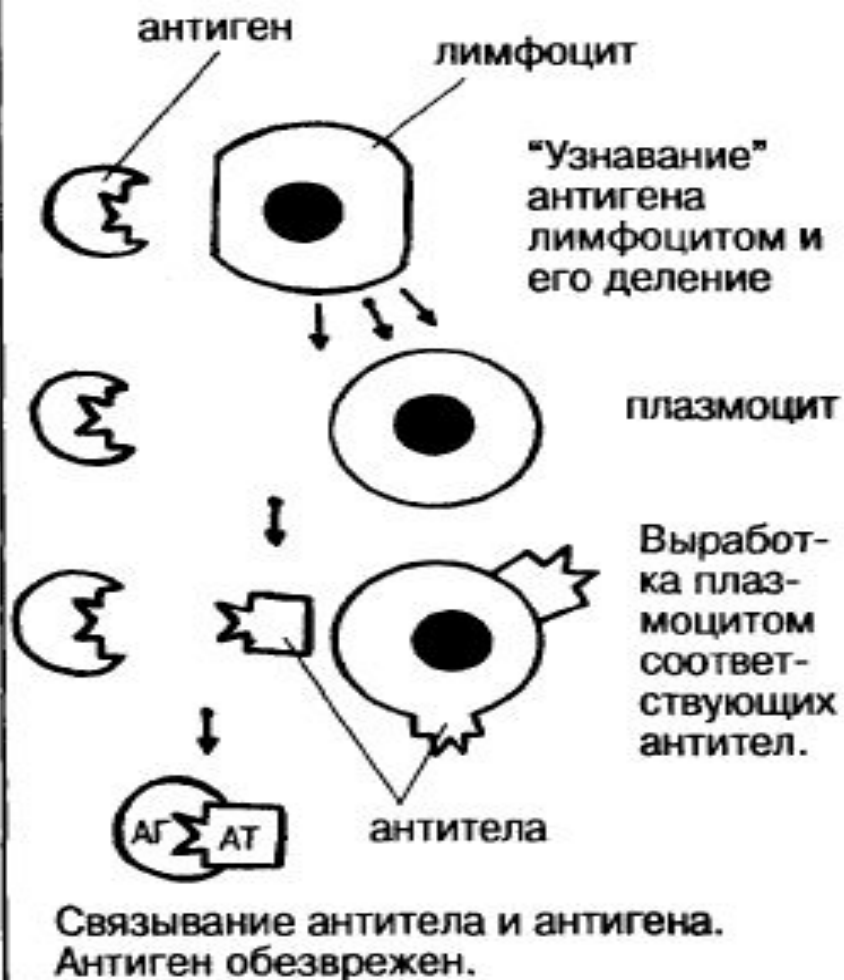 антиген
лимфоцит
"Узнавание"
антигена
лимфоцитом и
его деление
плазмоцит
Выработ-
ка плаз-
моцитом
соответ-
ствующих
антител.
антитела
АГ АТ
Связывание антитела и антигена.
Антиген обезврежен.